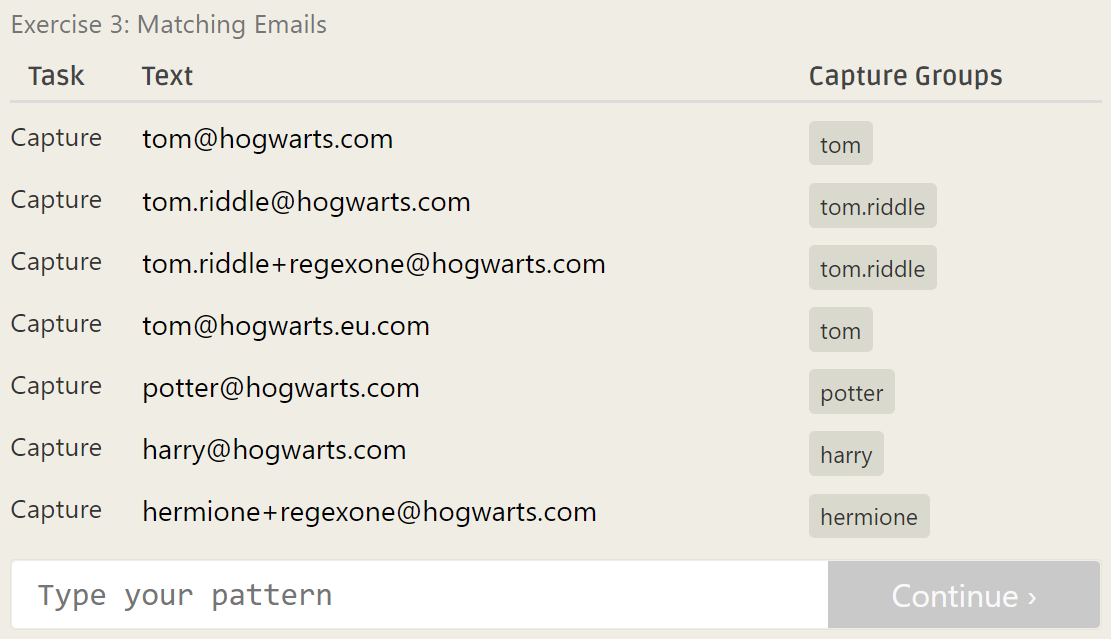 Exercise 3: Matching Emails
Task Text Capture Groups
Capture tom@hogwarts.com tom
Capture tom.riddle@hogwarts.com tom.riddle
Capture tom.riddle+regexone@hogwarts.com tom.riddle
Capture tom@hogwarts.eu.com tom
Capture potter@hogwarts.com potter
Capture harry@hogwarts.com harry
Capture hermione+regexone@hogwarts.com hermione
Type your pattern Continue ›